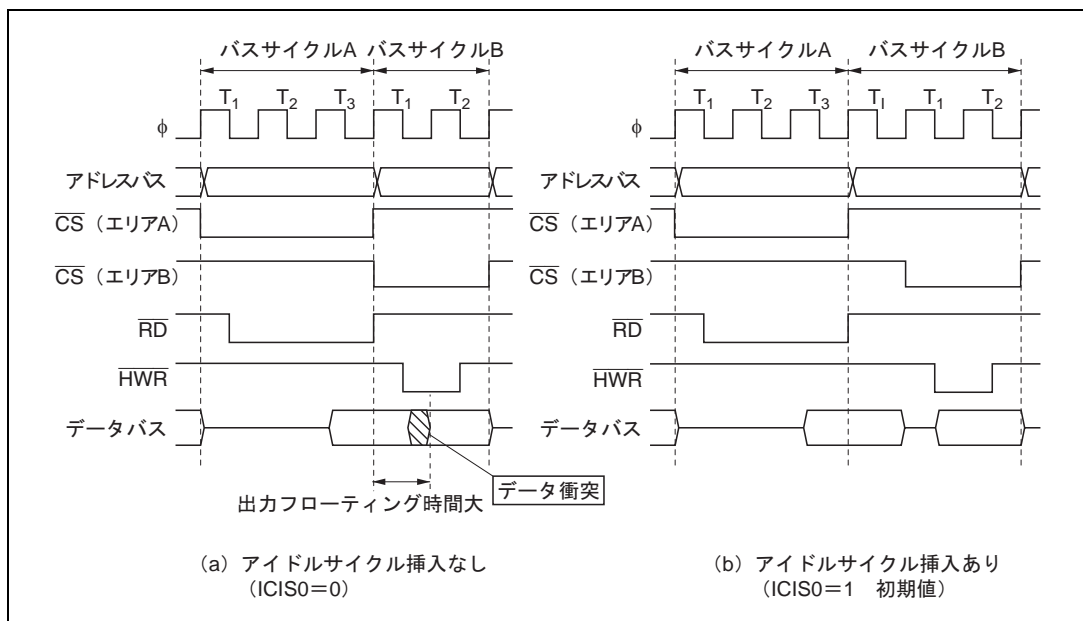 バスサイクルA バスサイクルB
T1 T2 T3 T1 T2
φ
アドレスバス
CS（エリアA）
CS（エリアB）
RD
HWR
データバス
データ衝突
出力フローティング時間大
（a）アイドルサイクル挿入なし
（ICIS0＝0）
バスサイクルA バスサイクルB
T1 T2 T3 TI T1 T2
φ
アドレスバス
CS（エリアA）
CS（エリアB）
RD
HWR
データバス
（b）アイドルサイクル挿入あり
（ICIS0＝1　初期値）